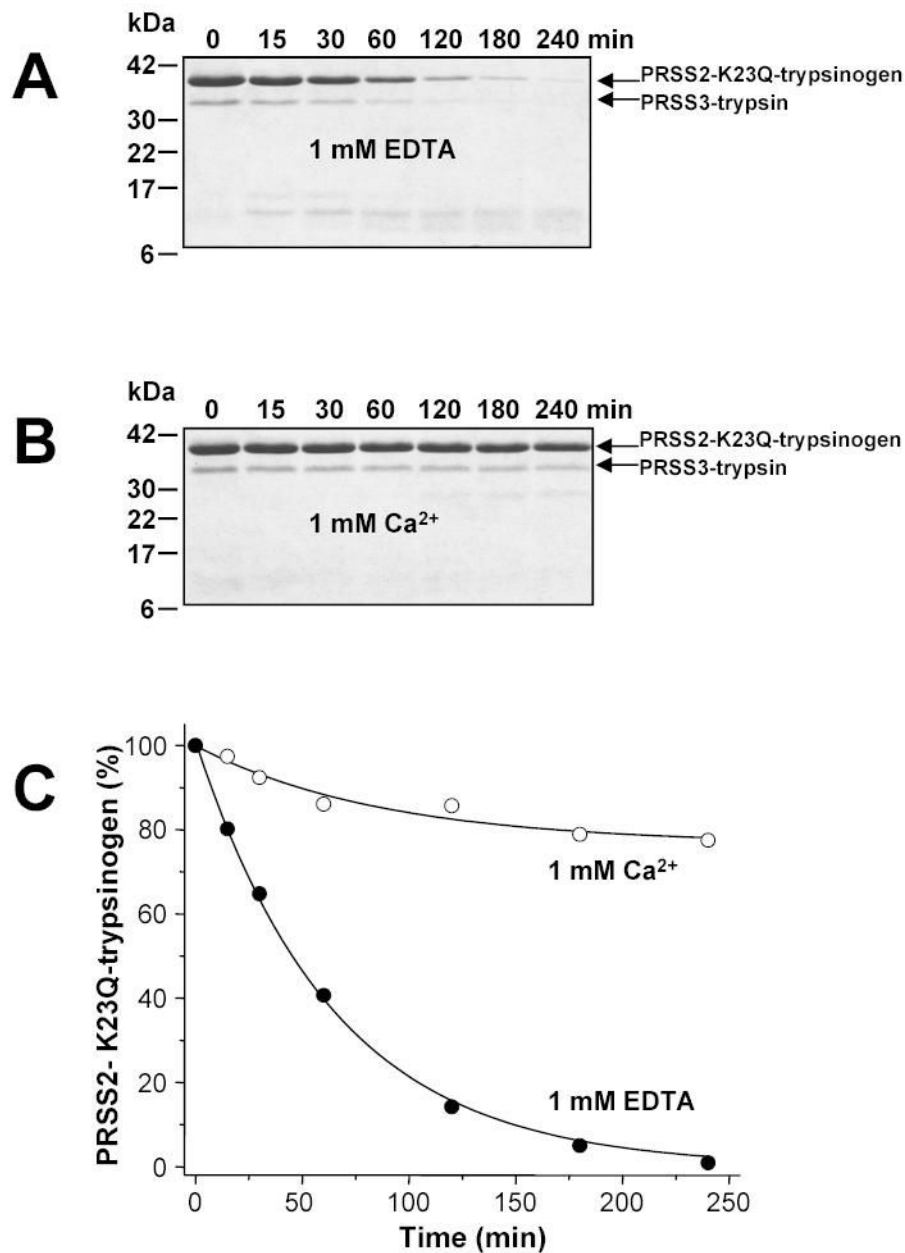 A
kDa
0 15 30 60 120 180 240 min
42
PRSS2-K23Q-trypsinogen
PRSS3-trypsin
30
22
1 mM EDTA
17
6
B
kDa
0 15 30 60 120 180 240 min
42
PRSS2-K23Q-trypsinogen
PRSS3-trypsin
30
22
1 mM Ca²⁺
17
6
C
PRSS2- K23Q-trypsinogen (%)
100
80
1 mM Ca²⁺
60
40
20
1 mM EDTA
0
0 50 100 150 200 250
Time (min)